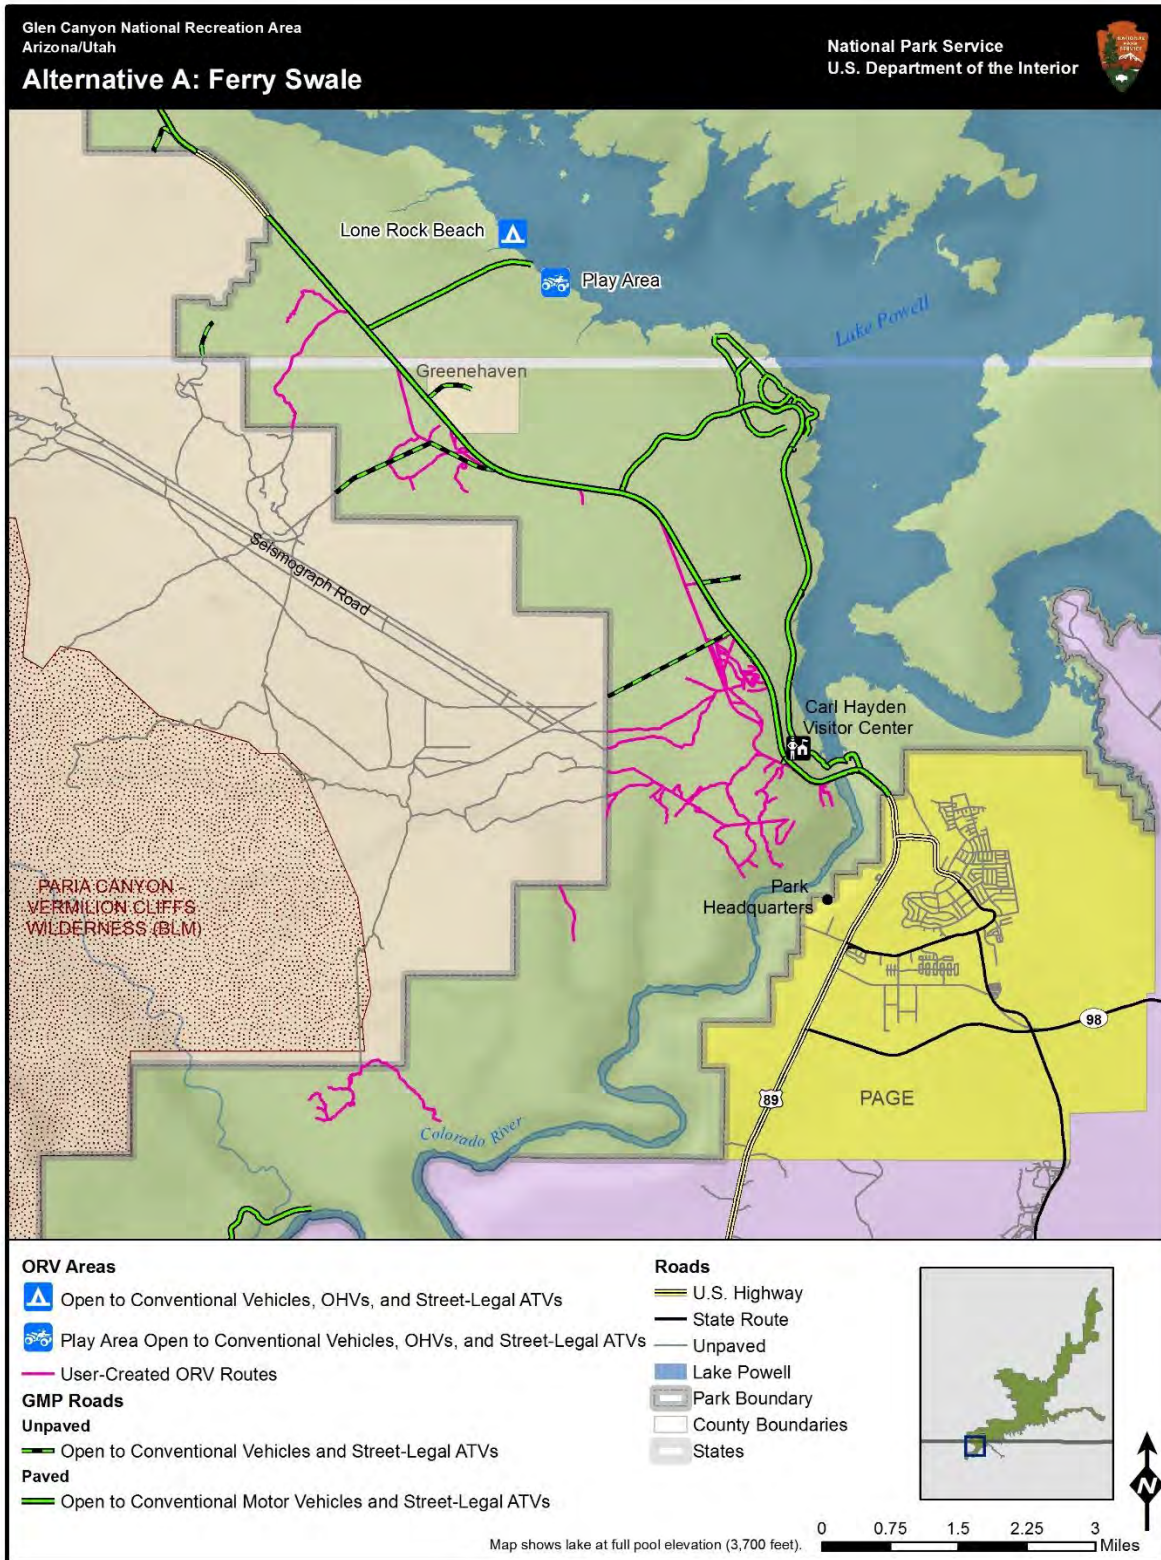 Glen Canyon National Recreation Area
Arizona/Utah
Alternative A: Ferry Swale
National Park Service
U.S. Department of the Interior
NATIONAL
PARK
SERVICE
Lone Rock Beach
Play Area
Lake Powell
Greenehaven
Seismograph Road
Carl Hayden
Visitor Center
PARIA CANYON -
VERMILION CLIFFS
WILDERNESS (BLM)
Park
Headquarters
98
89
PAGE
Colorado River
ORV Areas
Open to Conventional Vehicles, OHVs, and Street-Legal ATVs
Play Area Open to Conventional Vehicles, OHVs, and Street-Legal ATVs
User-Created ORV Routes
GMP Roads
Unpaved
Open to Conventional Vehicles and Street-Legal ATVs
Paved
Open to Conventional Motor Vehicles and Street-Legal ATVs
Roads
U.S. Highway
State Route
Unpaved
Lake Powell
Park Boundary
County Boundaries
States
N
Map shows lake at full pool elevation (3,700 feet).
0 0.75 1.5 2.25 3
Miles